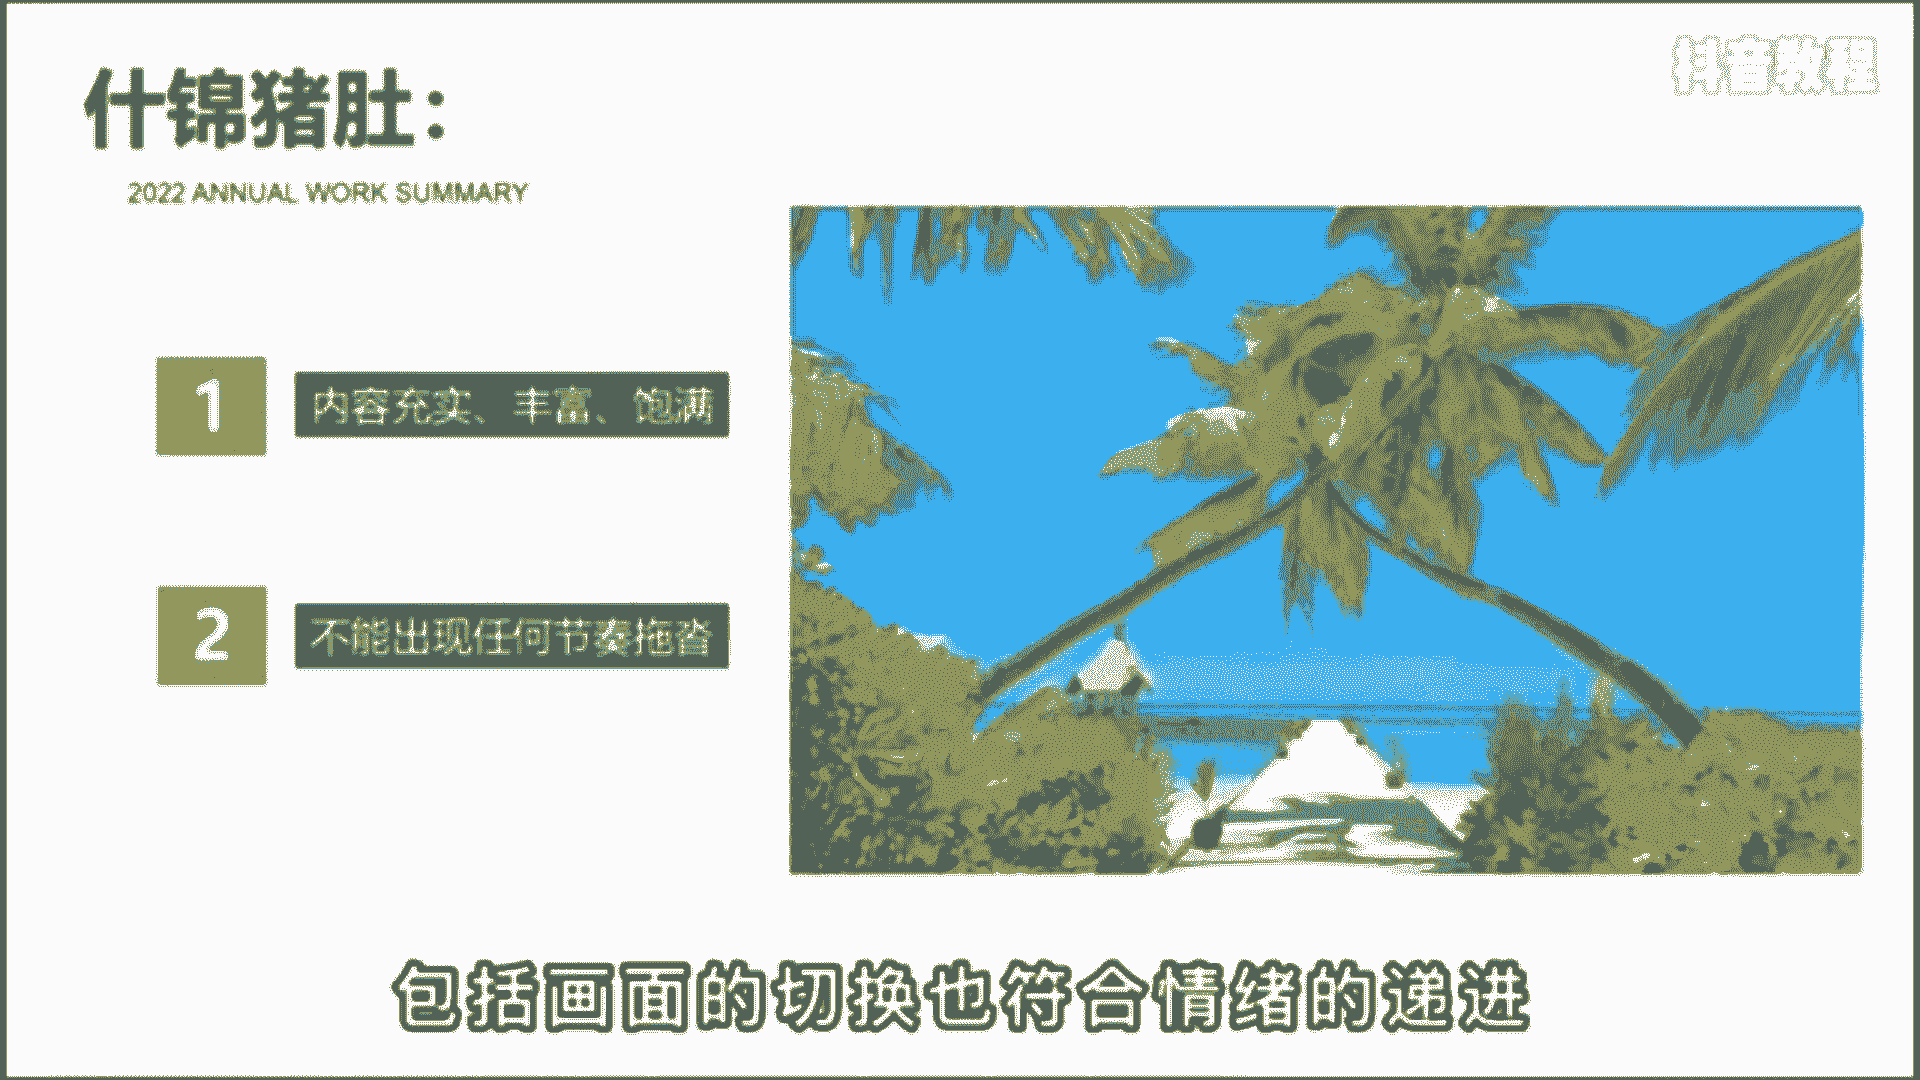 什锦猪肚：
抖音教程
2022 ANNUAL WORK SUMMARY
1
内容充实、丰富、饱满
2
不能出现任何节奏拖沓
包括画面的切换也符合情绪的递进